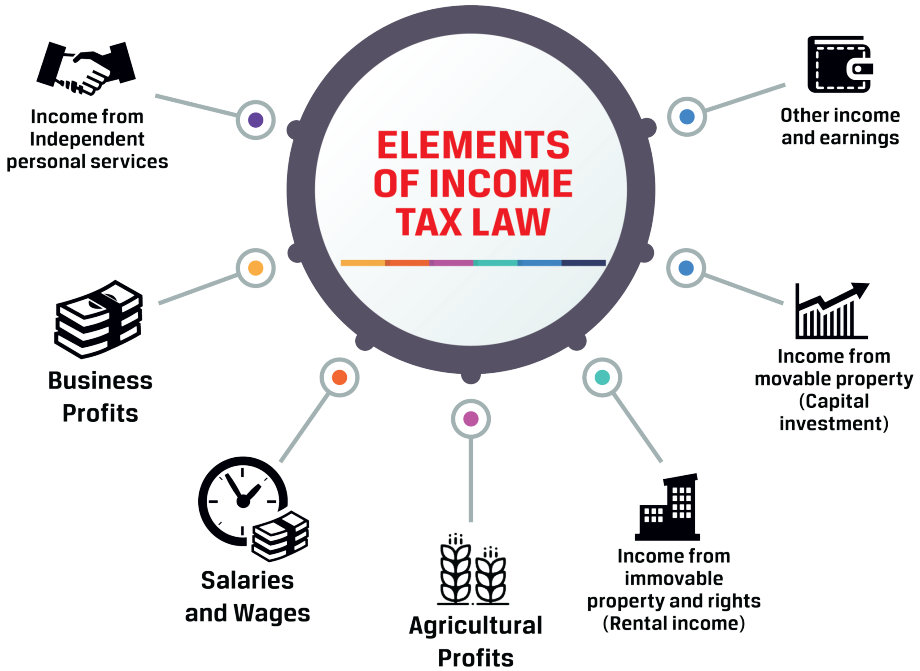 ELEMENTS
OF INCOME
TAX LAW
Income from
Independent
personal services
Business
Profits
Salaries
and Wages
Agricultural
Profits
Income from
immovable
property and rights
(Rental income)
Income from
movable property
(Capital
investment)
Other income
and earnings